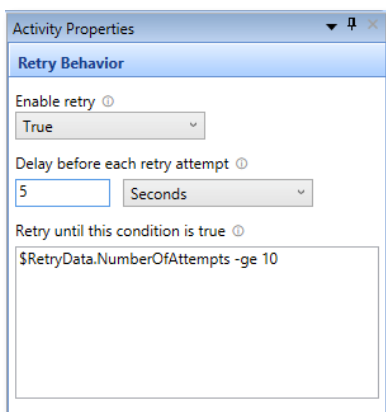 Activity Properties
Retry Behavior
Enable retry
True
Delay before each retry attempt
5 Seconds
Retry until this condition is true
$RetryData.NumberOfAttempts -ge 10